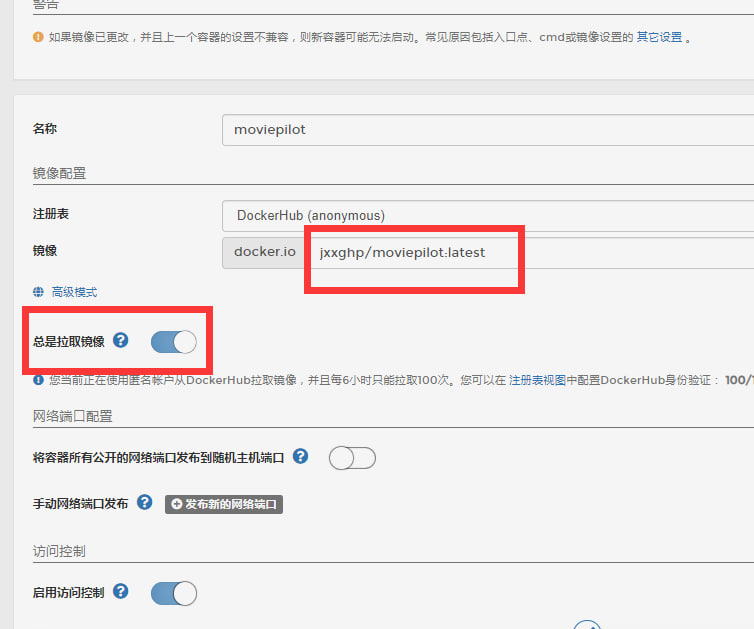 警告
如果镜像已更改，并且上一个容器的设置不兼容，则新容器可能无法启动。常见原因包括入口点、cmd或镜像设置的 其它设置 。
名称
moviepilot
镜像配置
注册表
DockerHub (anonymous)
镜像
docker.io
jxxghp/moviepilot:latest
高级模式
总是拉取镜像
您当前正在使用匿名帐户从DockerHub拉取镜像，并且每6小时只能拉取100次。您可以在 注册表视图中配置DockerHub身份验证： 100/1
网络端口配置
将容器所有公开的网络端口发布到随机主机端口
手动网络端口发布
发布新的网络端口
访问控制
启用访问控制